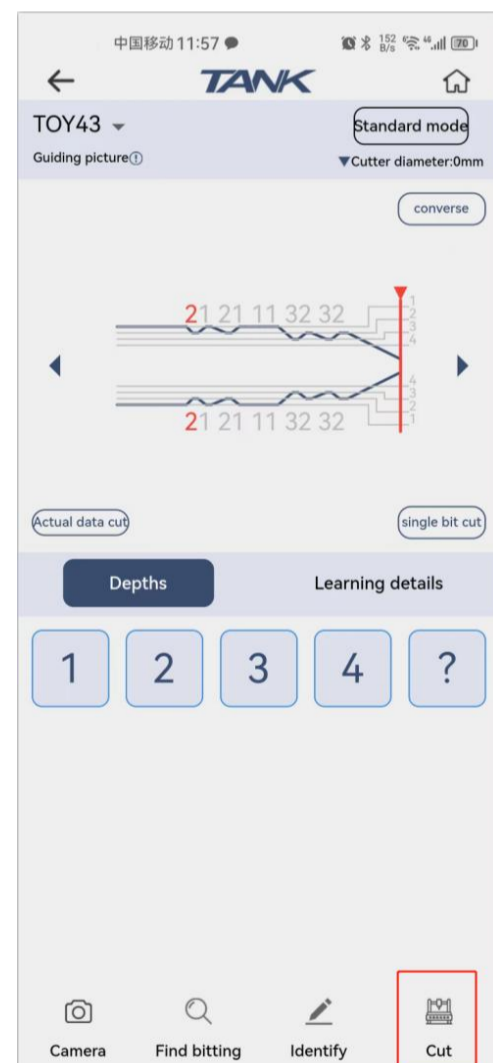 中国移动 11:57 152 B/s 4G 70
TANK
TOY43 Standard mode
Guiding picture Cutter diameter:0mm
converse
21 21 11 32 32
1
2
3
4
4
3
2
1
21 21 11 32 32
Actual data cut single bit cut
Depths Learning details
1 2 3 4 ?
Camera Find bitting Identify Cut